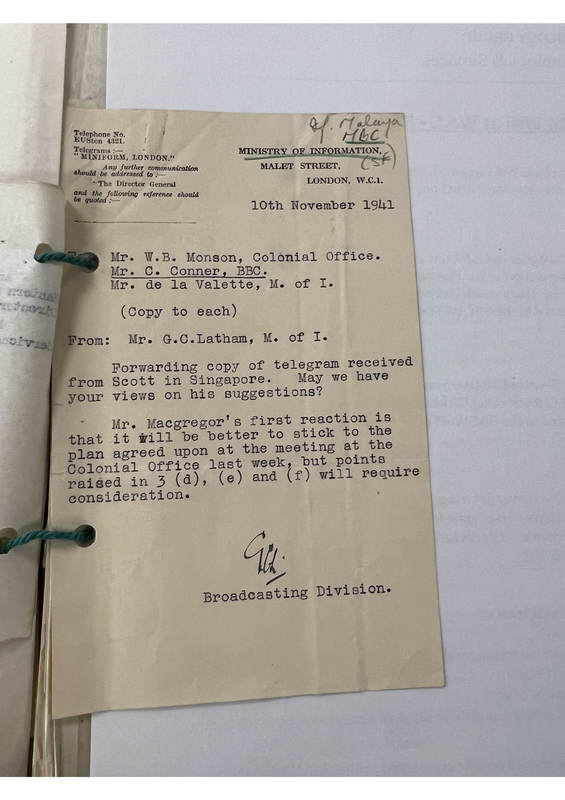 Malaya
MBC
Telephone No.
EUSton 4321.
Telegrams :—
"MINIFORM, LONDON."
Any further communication
should be addressed to :—
The Director General
and the following reference should
be quoted :—
MINISTRY OF INFORMATION,
MALET STREET,
LONDON, W.C.1.
10th November 1941
Mr. W.B. Monson, Colonial Office.
Mr. C. Conner, BBC.
Mr. de la Valette, M. of I.
(Copy to each)
From: Mr. G.C.Latham, M. of I.
Forwarding copy of telegram received
from Scott in Singapore. May we have
your views on his suggestions?
Mr. Macgregor's first reaction is
that it will be better to stick to the
plan agreed upon at the meeting at the
Colonial Office last week, but points
raised in 3 (d), (e) and (f) will require
consideration.
Broadcasting Division.